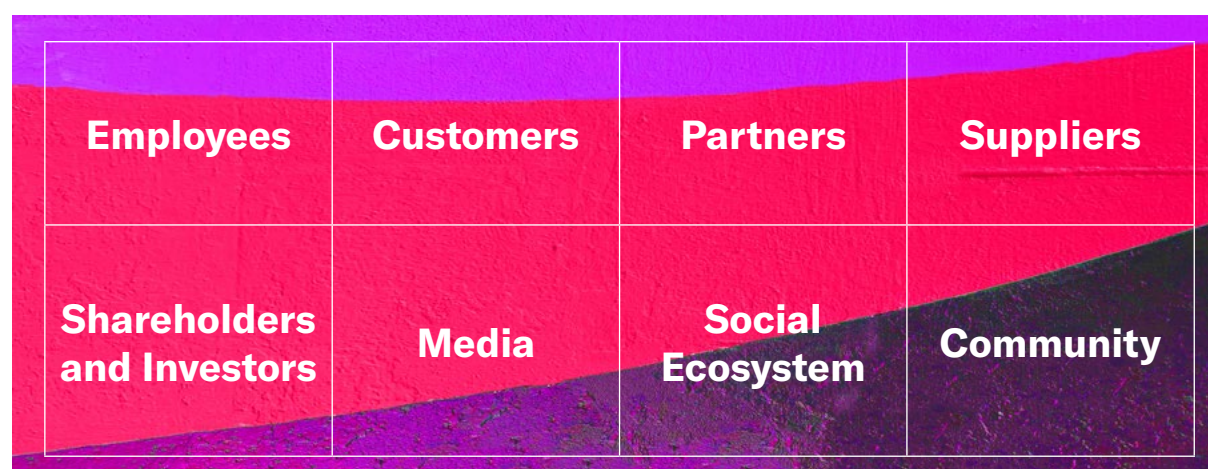 Employees
Customers
Partners
Suppliers
Shareholders
and Investors
Media
Social
Ecosystem
Community